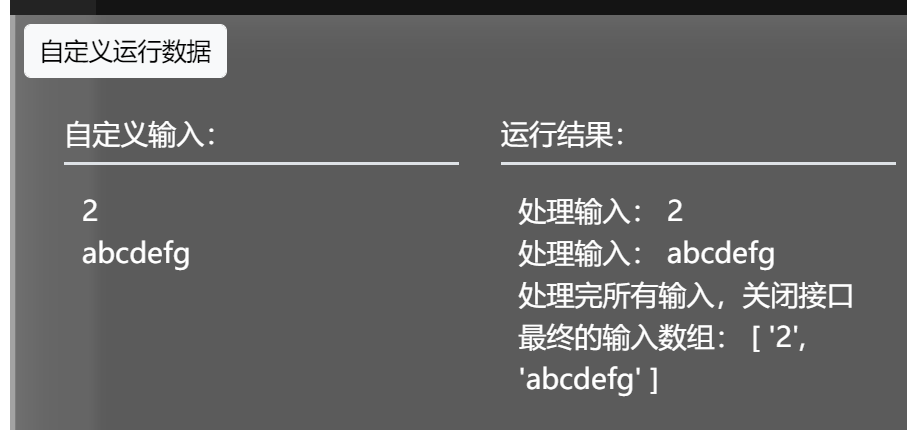 自定义运行数据
自定义输入：
2
abcdefg
运行结果：
处理输入： 2
处理输入： abcdefg
处理完所有输入，关闭接口
最终的输入数组： [ '2',
'abcdefg' ]